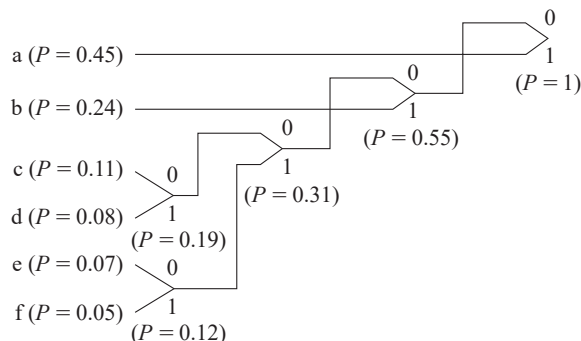 0
a (P = 0.45)
1
(P = 1)
0
b (P = 0.24)
1
(P = 0.55)
0
c (P = 0.11)
0
1
(P = 0.31)
d (P = 0.08)
1
(P = 0.19)
e (P = 0.07)
0
f (P = 0.05)
1
(P = 0.12)